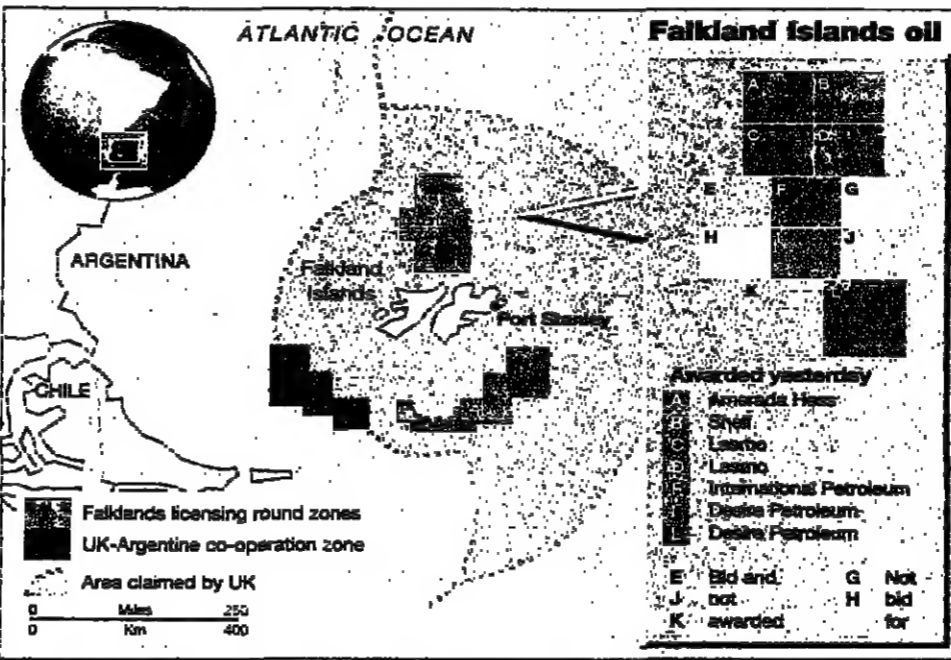 ATLANTIC OCEAN
Falkland Islands oil
A B
C D
E F G
H J
K
ARGENTINA
Falkland
Islands
Port Stanley
CHILE
Falklands licensing round zones
UK-Argentine co-operation zone
Area claimed by UK
0 Miles 250
0 Km 400
Awarded yesterday
A Amerada Hess
B Shell
C Lasmo
D Lasmo
F International Petroleum
Desire Petroleum
Desire Petroleum
E Bid and G Not
J not H bid
K awarded for